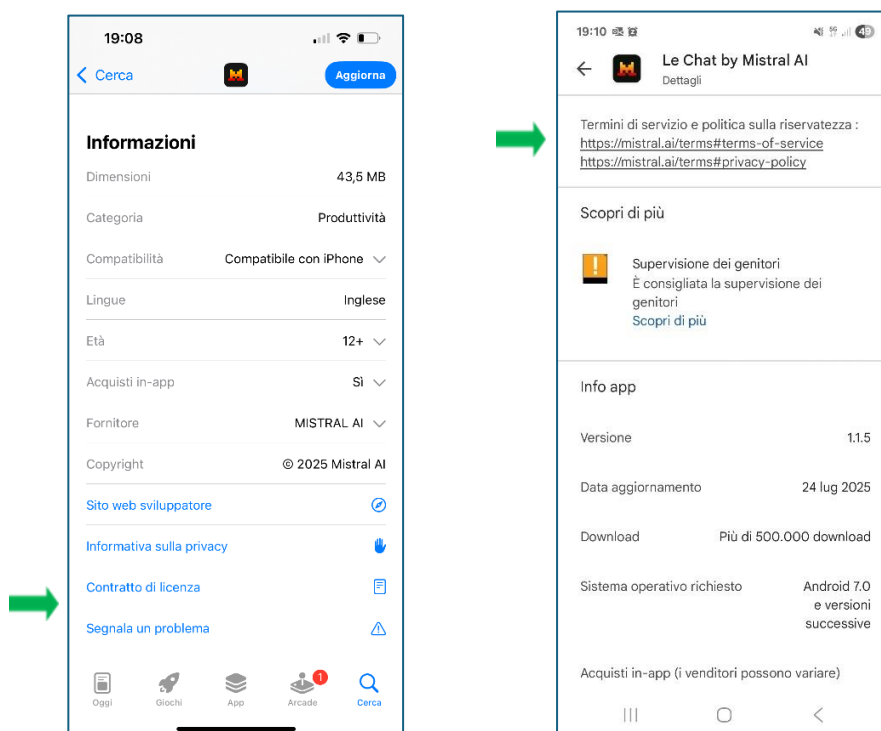 19:08
Cerca
Aggiorna
Informazioni
Dimensioni 43,5 MB
Categoria Produttività
Compatibilità Compatibile con iPhone
Lingue Inglese
Età 12+
Acquisti in-app Sì
Fornitore MISTRAL AI
Copyright © 2025 Mistral AI
Sito web sviluppatore
Informativa sulla privacy
Contratto di licenza
Segnala un problema
1
Oggi Giochi App Arcade Cerca
19:10
49
Le Chat by Mistral AI
Dettagli
Termini di servizio e politica sulla riservatezza :
https://mistral.ai/terms#terms-of-service
https://mistral.ai/terms#privacy-policy
Scopri di più
Supervisione dei genitori
È consigliata la supervisione dei
genitori
Scopri di più
Info app
Versione 1.1.5
Data aggiornamento 24 lug 2025
Download Più di 500.000 download
Sistema operativo richiesto Android 7.0
e versioni
successive
Acquisti in-app (i venditori possono variare)